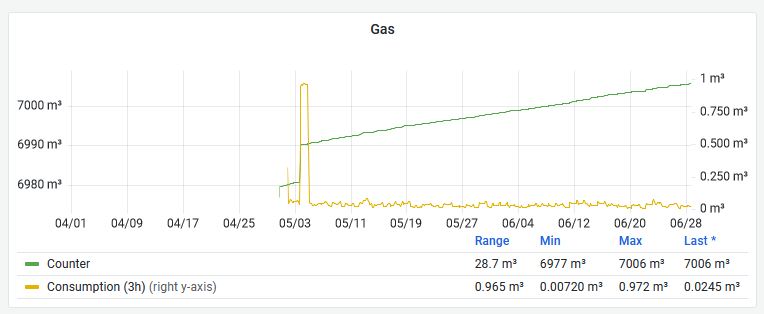 Gas
1 m³
7000 m³
0.750 m³
6990 m³
0.500 m³
6980 m³
0.250 m³
0 m³
04/01 04/09 04/17 04/25 05/03 05/11 05/19 05/27 06/04 06/12 06/20 06/28
Range Min Max Last *
Counter 28.7 m³ 6977 m³ 7006 m³ 7006 m³
Consumption (3h) (right y-axis) 0.965 m³ 0.00720 m³ 0.972 m³ 0.0245 m³